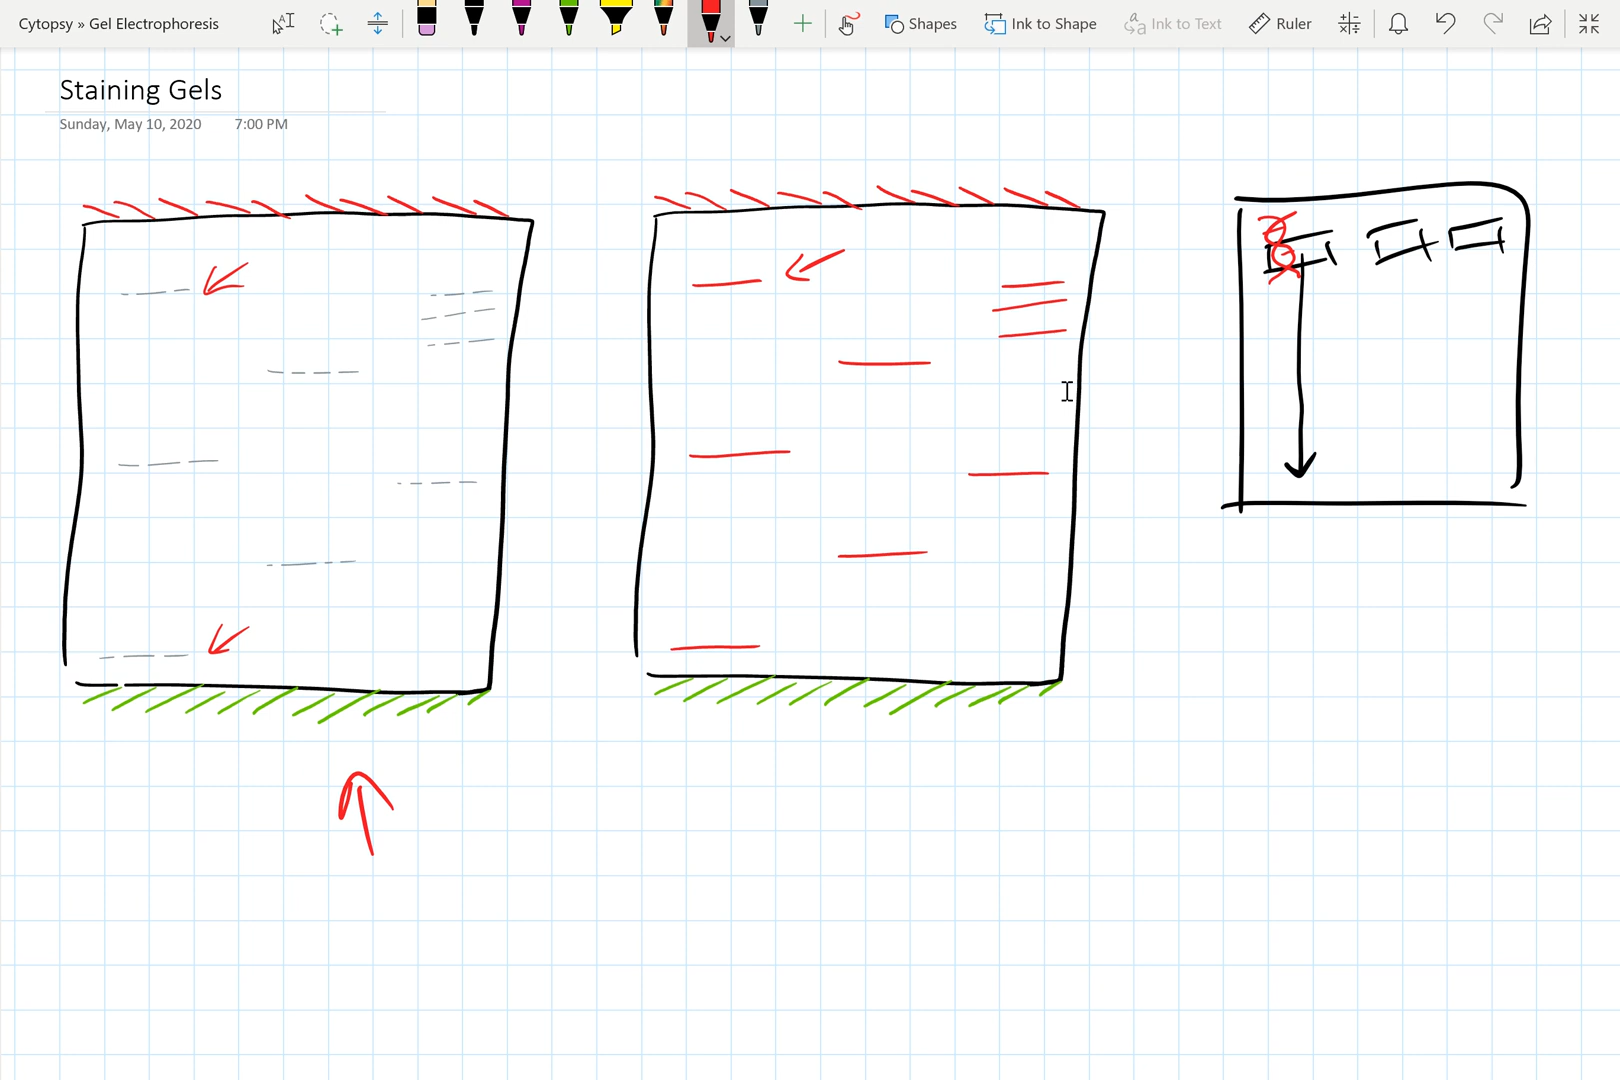 Cytopsy » Gel Electrophoresis
Shapes
Ink to Shape
Ink to Text
Ruler
Staining Gels
Sunday, May 10, 2020 7:00 PM